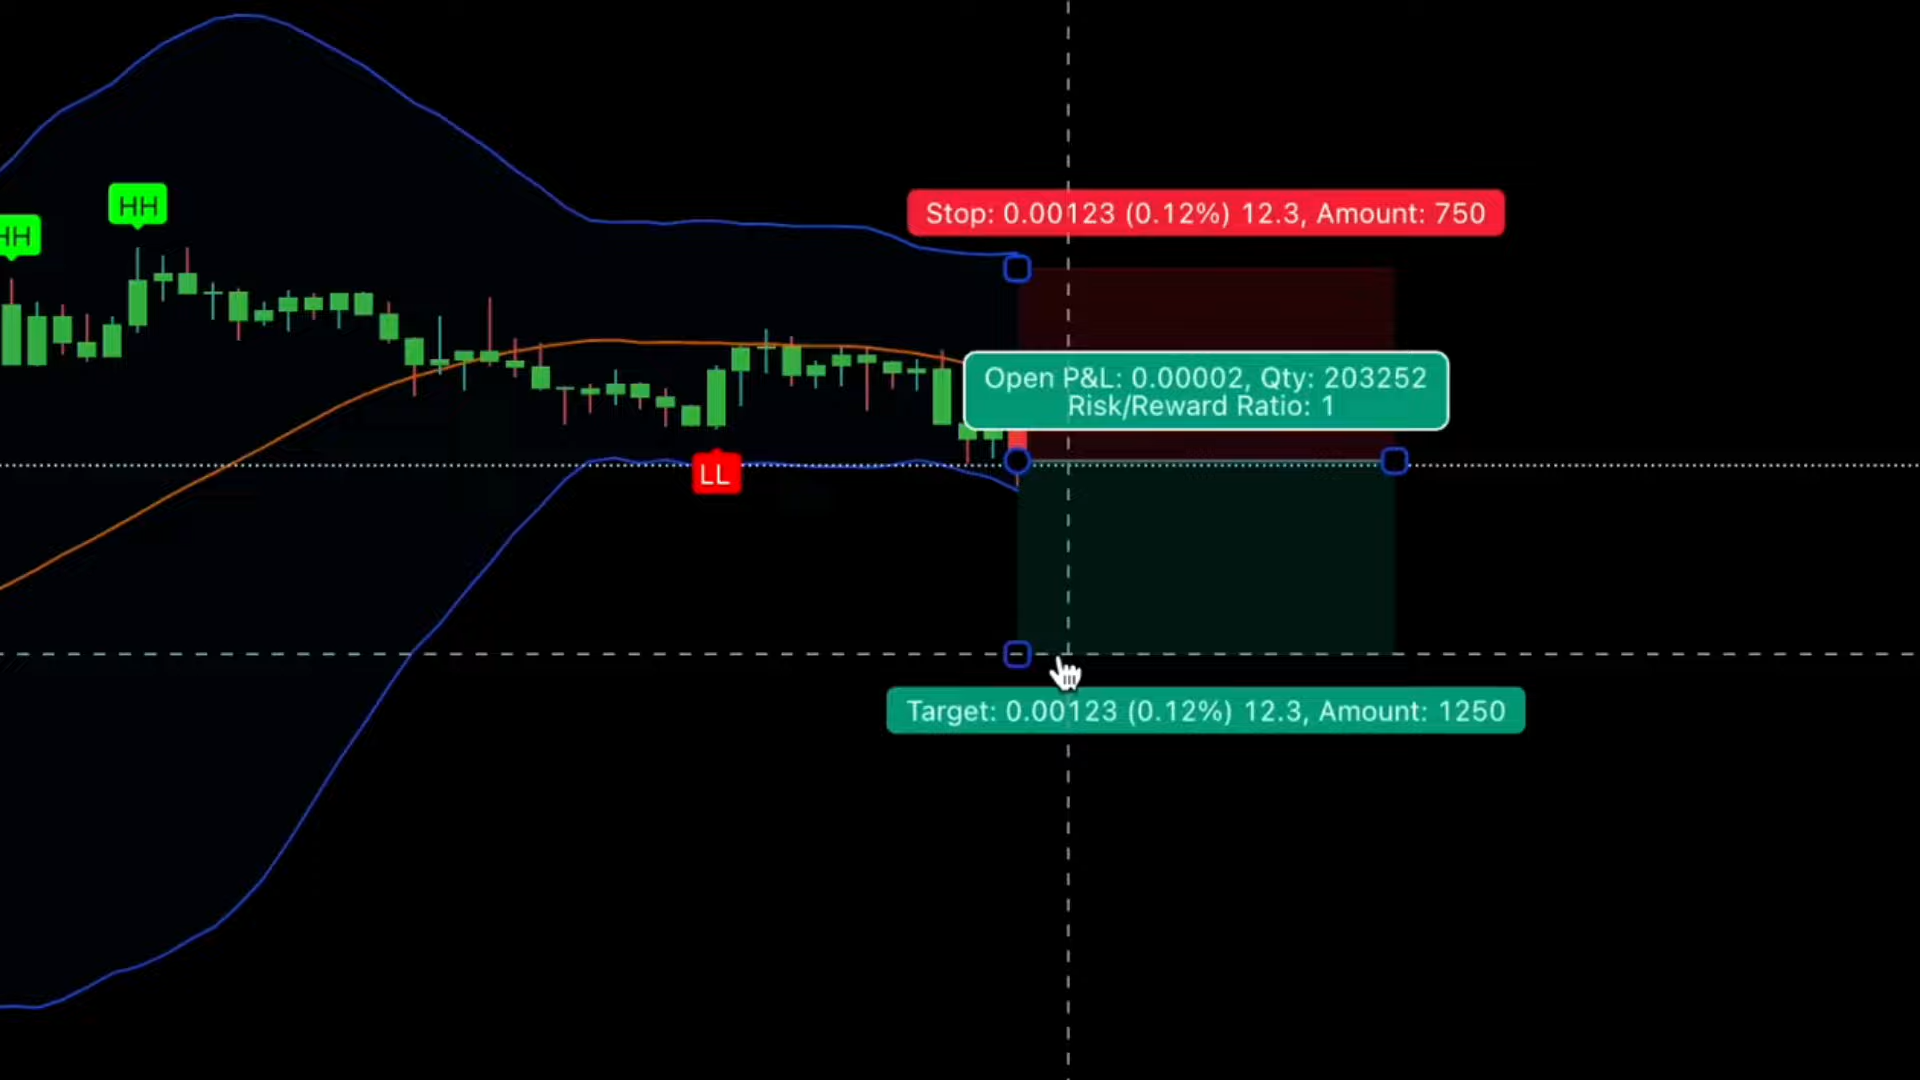 HH
HH
Stop: 0.00123 (0.12%) 12.3, Amount: 750
Open P&L: 0.00002, Qty: 203252
Risk/Reward Ratio: 1
LL
Target: 0.00123 (0.12%) 12.3, Amount: 1250